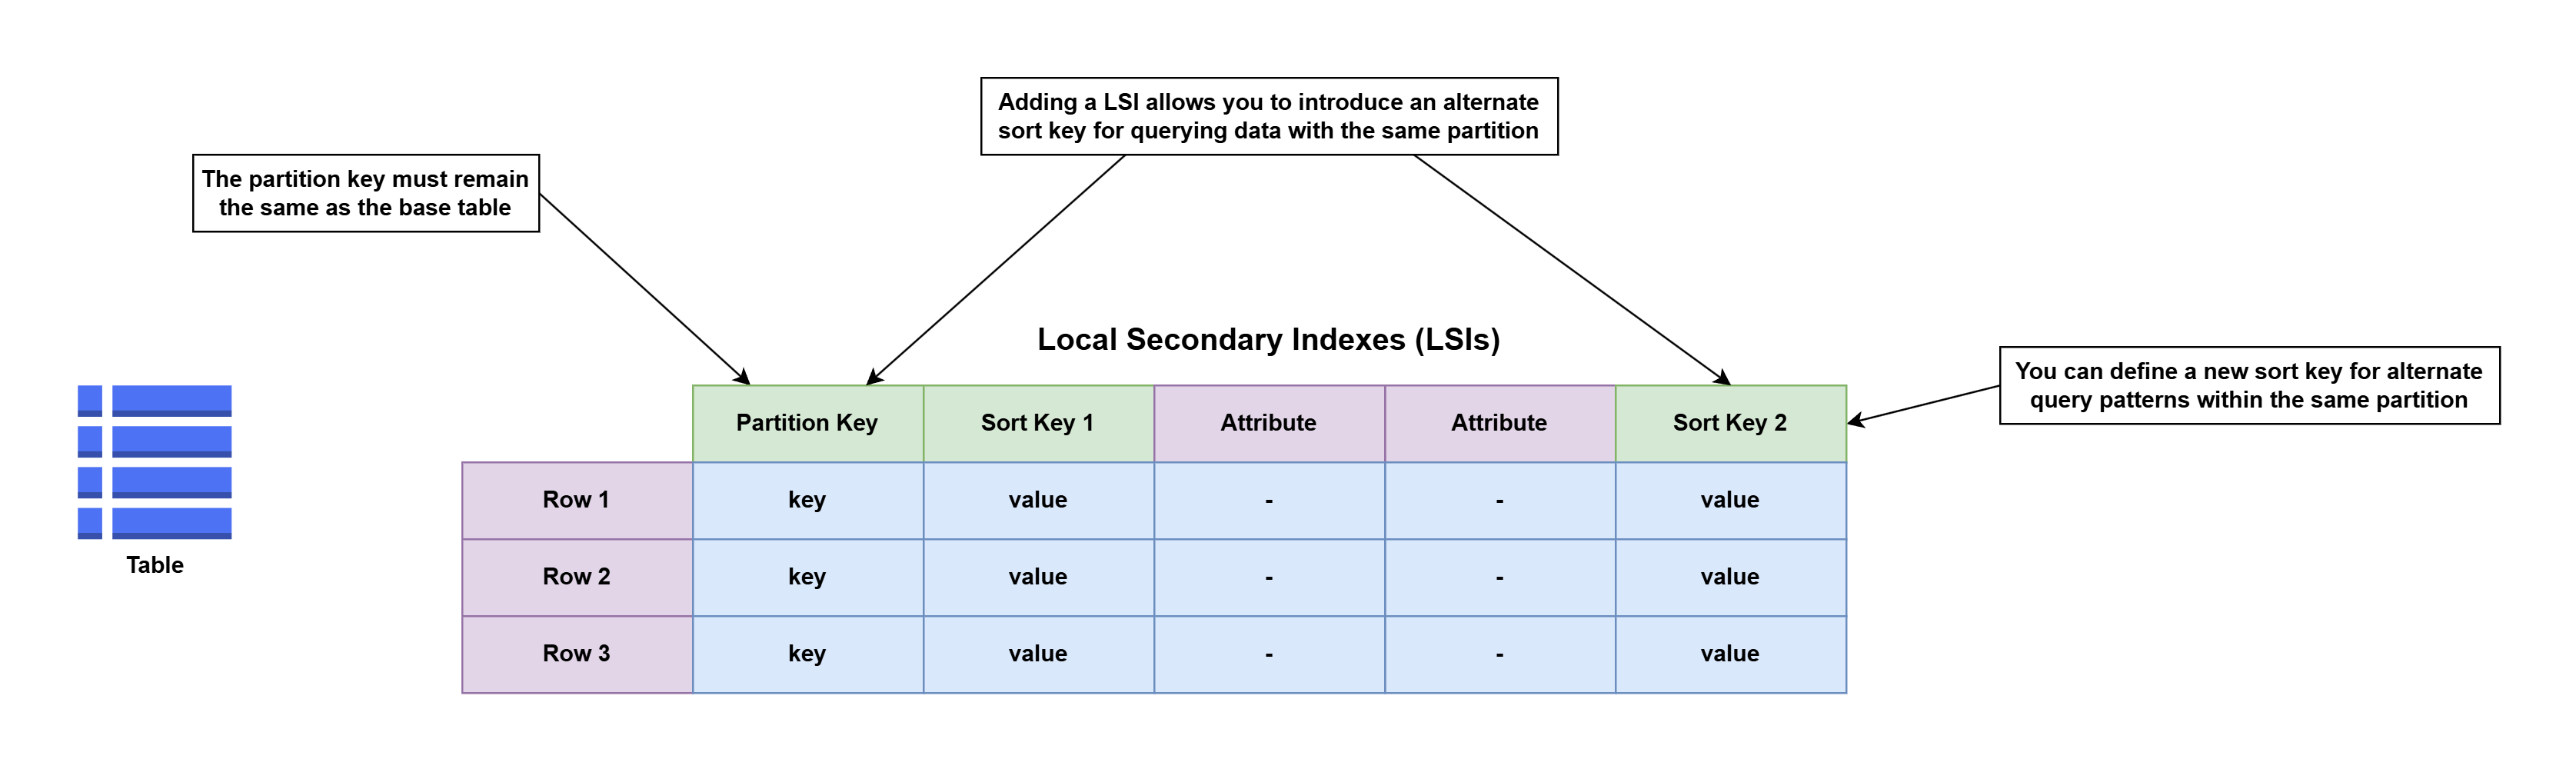 Adding a LSI allows you to introduce an alternate
sort key for querying data with the same partition
The partition key must remain
the same as the base table
Local Secondary Indexes (LSIs)
You can define a new sort key for alternate
query patterns within the same partition
Table
Partition Key Sort Key 1 Attribute Attribute Sort Key 2
Row 1 key value - - value
Row 2 key value - - value
Row 3 key value - - value